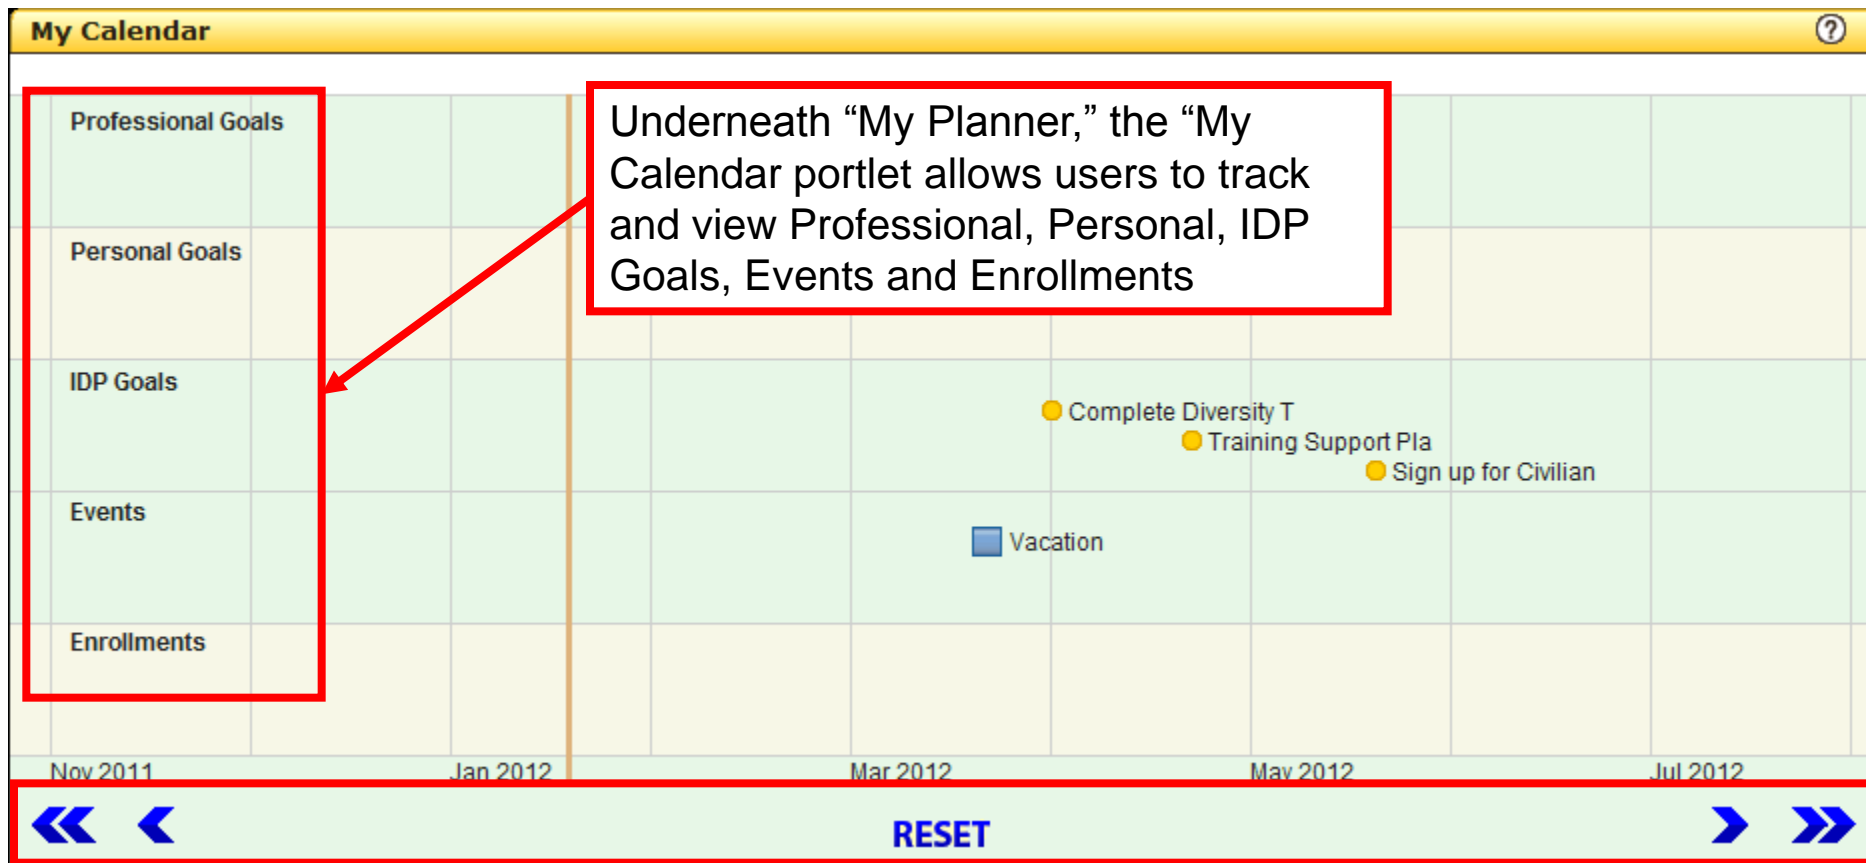 My Calendar
?
Professional Goals
Underneath “My Planner,” the “My
Calendar portlet allows users to track
and view Professional, Personal, IDP
Goals, Events and Enrollments
Personal Goals
IDP Goals
Complete Diversity T
Training Support Pla
Sign up for Civilian
Events
Vacation
Enrollments
Nov 2011 Jan 2012 Mar 2012 May 2012 Jul 2012
RESET